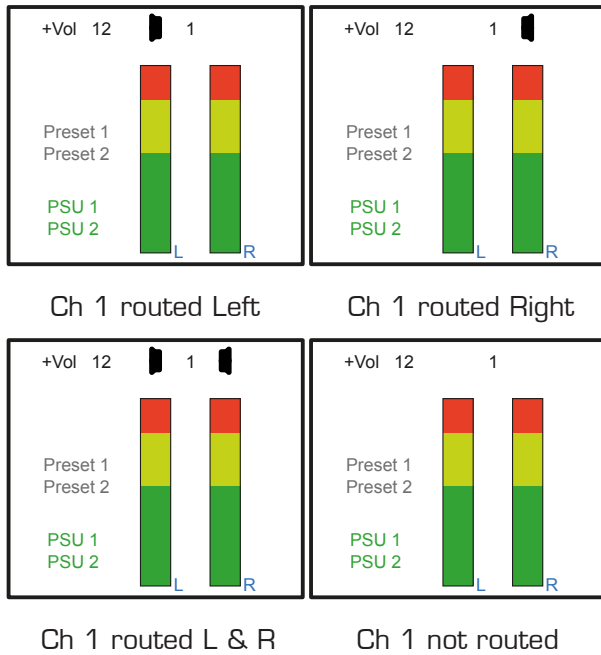 +Vol 12 1
Preset 1
Preset 2
PSU 1
PSU 2
L R
Ch 1 routed Left
+Vol 12 1
Preset 1
Preset 2
PSU 1
PSU 2
L R
Ch 1 routed Right
+Vol 12 1
Preset 1
Preset 2
PSU 1
PSU 2
L R
Ch 1 routed L & R
+Vol 12 1
Preset 1
Preset 2
PSU 1
PSU 2
L R
Ch 1 not routed